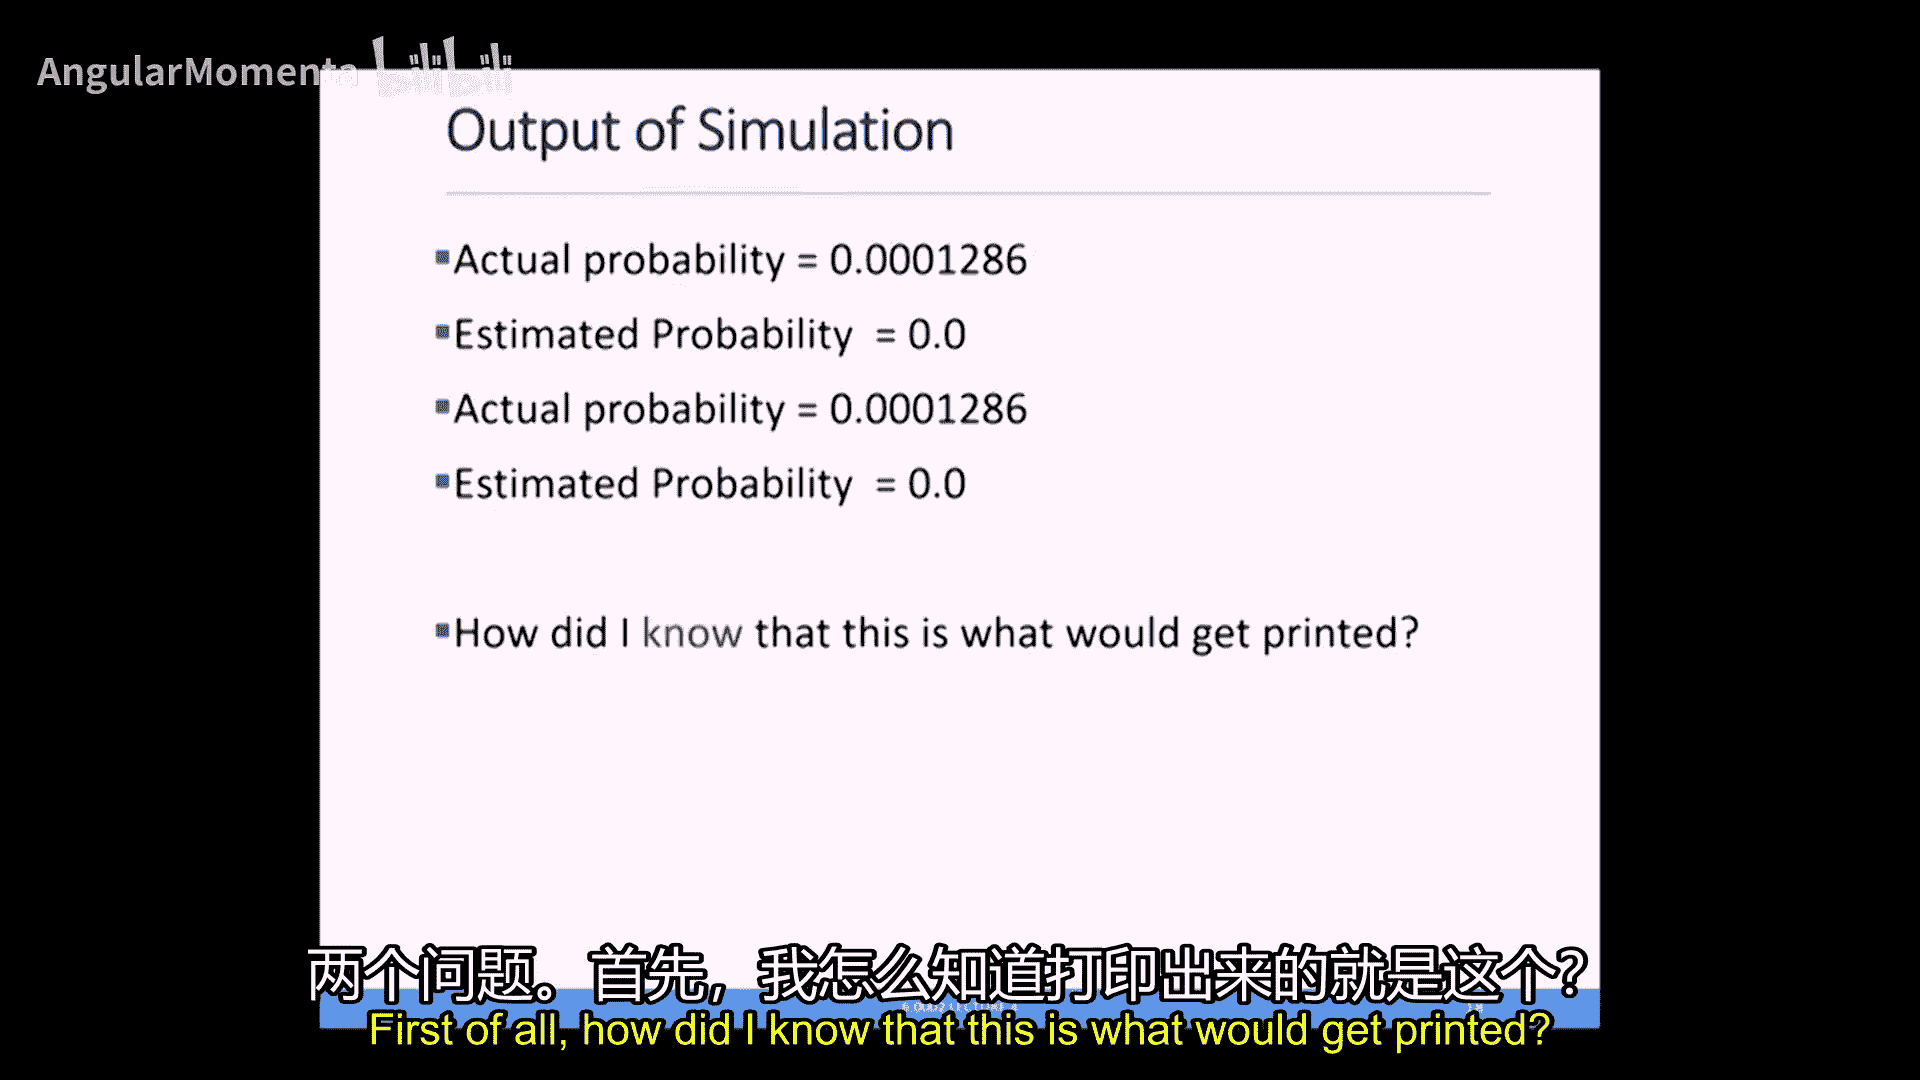 AngularMomenta bilibili
Output of Simulation
Actual probability = 0.0001286
Estimated Probability = 0.0
Actual probability = 0.0001286
Estimated Probability = 0.0
How did I know that this is what would get printed?
两个问题。首先，我怎么知道打印出来的就是这个？
First of all, how did I know that this is what would get printed?